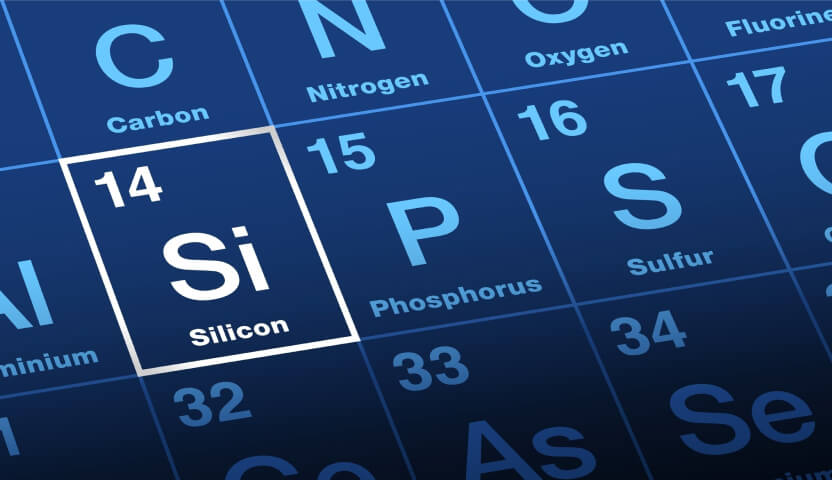 C
Carbon
N
Nitrogen
O
Oxygen
Fluorine
Al
minium
14
Si
Silicon
15
P
Phosphorus
16
S
Sulfur
17
32
Ge
33
As
34
Se